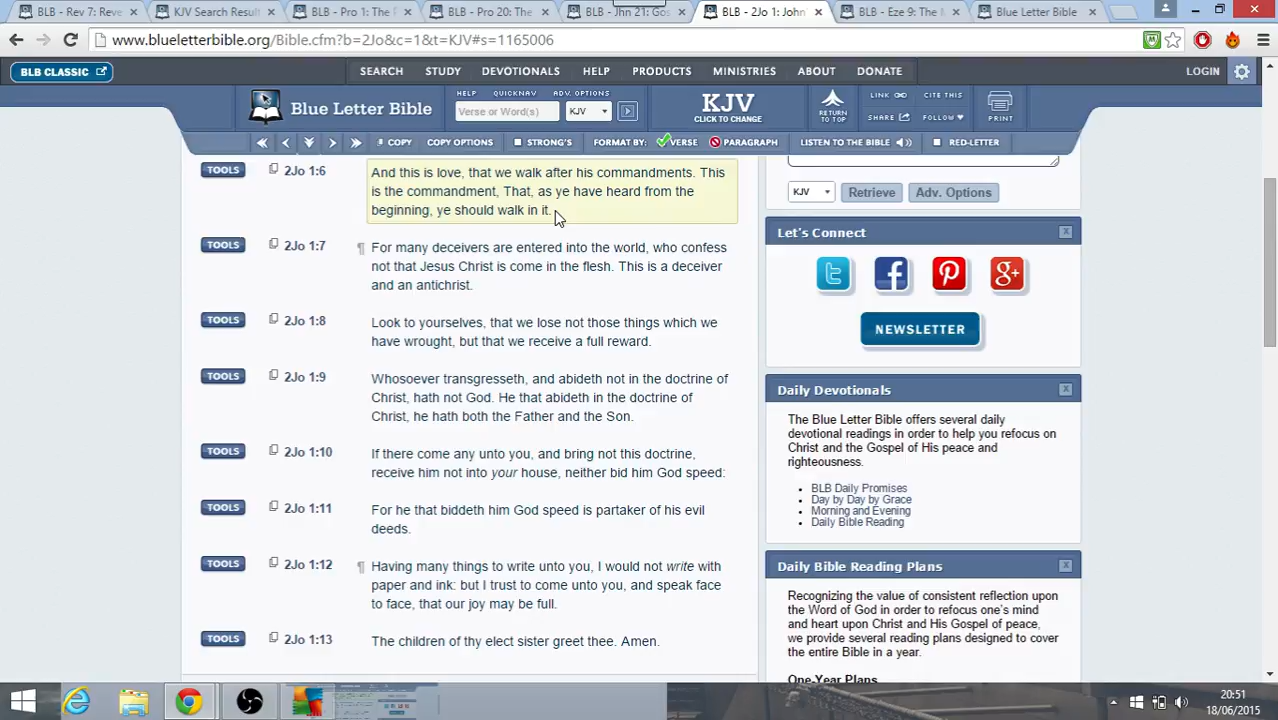 BLB - Rev 7: Reve
KJV Search Result
BLB - Pro 1: The P
BLB - Pro 20: The
BLB - Jhn 21: Gos
BLB - 2Jo 1: John
BLB - Eze 9: The M
Blue Letter Bible
www.blueletterbible.org/Bible.cfm?b=2Jo&c=1&t=KJV#s=1165006
BLB CLASSIC
SEARCH STUDY DEVOTIONALS HELP PRODUCTS MINISTRIES ABOUT DONATE LOGIN
Blue Letter Bible
HELP QUICKNAV ADV. OPTIONS
Verse or Word(s) KJV
KJV
CLICK TO CHANGE
RETURN
TO TOP
LINK CITE THIS
SHARE FOLLOW
PRINT
COPY COPY OPTIONS STRONG'S FORMAT BY: VERSE PARAGRAPH LISTEN TO THE BIBLE RED-LETTER
TOOLS 2Jo 1:6 And this is love, that we walk after his commandments. This
is the commandment, That, as ye have heard from the
beginning, ye should walk in it.
TOOLS 2Jo 1:7 ¶ For many deceivers are entered into the world, who confess
not that Jesus Christ is come in the flesh. This is a deceiver
and an antichrist.
TOOLS 2Jo 1:8 Look to yourselves, that we lose not those things which we
have wrought, but that we receive a full reward.
TOOLS 2Jo 1:9 Whosoever transgresseth, and abideth not in the doctrine of
Christ, hath not God. He that abideth in the doctrine of
Christ, he hath both the Father and the Son.
TOOLS 2Jo 1:10 If there come any unto you, and bring not this doctrine,
receive him not into your house, neither bid him God speed:
TOOLS 2Jo 1:11 For he that biddeth him God speed is partaker of his evil
deeds.
TOOLS 2Jo 1:12 ¶ Having many things to write unto you, I would not write with
paper and ink: but I trust to come unto you, and speak face
to face, that our joy may be full.
TOOLS 2Jo 1:13 The children of thy elect sister greet thee. Amen.
KJV Retrieve Adv. Options
Let's Connect
NEWSLETTER
Daily Devotionals
The Blue Letter Bible offers several daily
devotional readings in order to help you refocus on
Christ and the Gospel of His peace and
righteousness.
BLB Daily Promises
Day by Day by Grace
Morning and Evening
Daily Bible Reading
Daily Bible Reading Plans
Recognizing the value of consistent reflection upon
the Word of God in order to refocus one's mind
and heart upon Christ and His Gospel of peace,
we provide several reading plans designed to cover
the entire Bible in a year.
One-Year Plans
20:51
18/06/2015